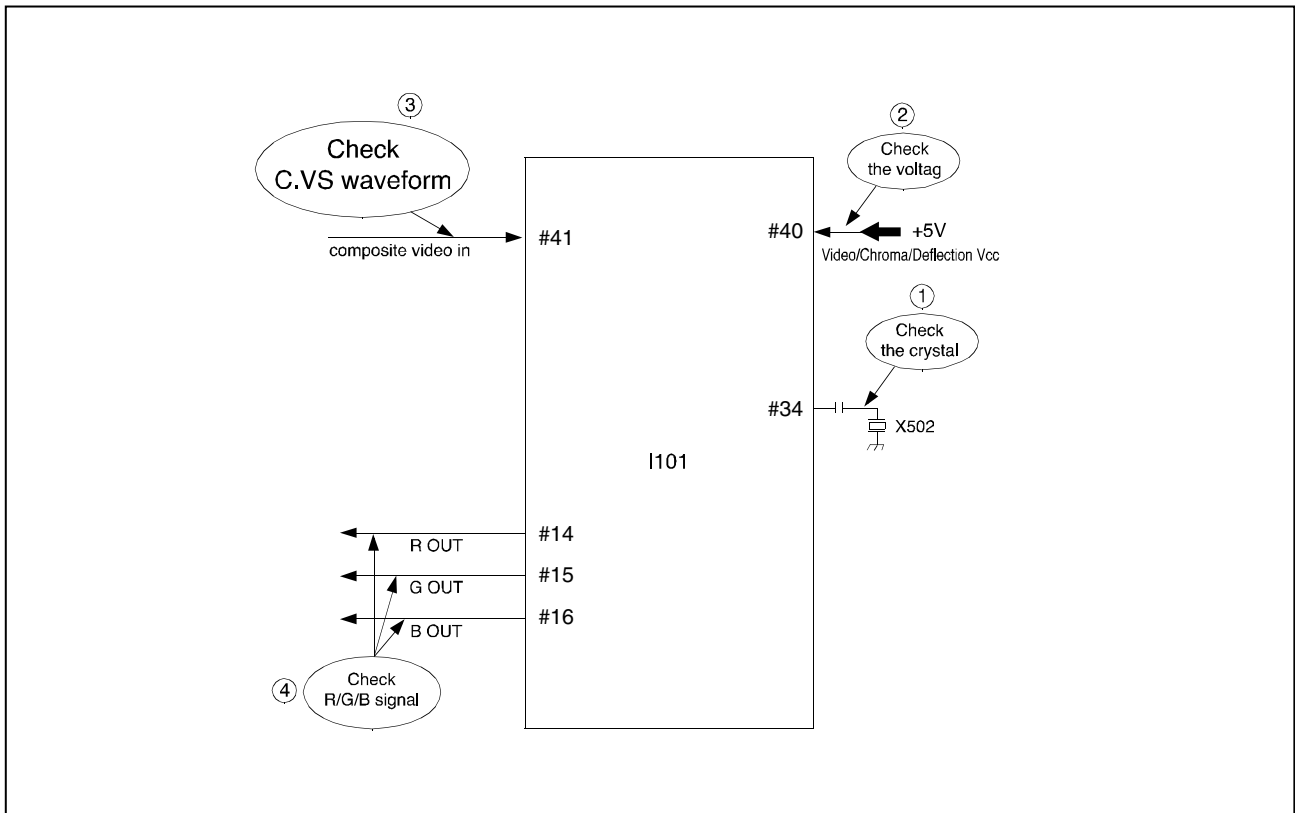 ③
Check
C.VS waveform
②
Check
the voltag
#41
composite video in
#40
+5V
Video/Chroma/Deflection Vcc
①
Check
the crystal
#34
X502
I101
#14
R OUT
#15
G OUT
#16
B OUT
④
Check
R/G/B signal